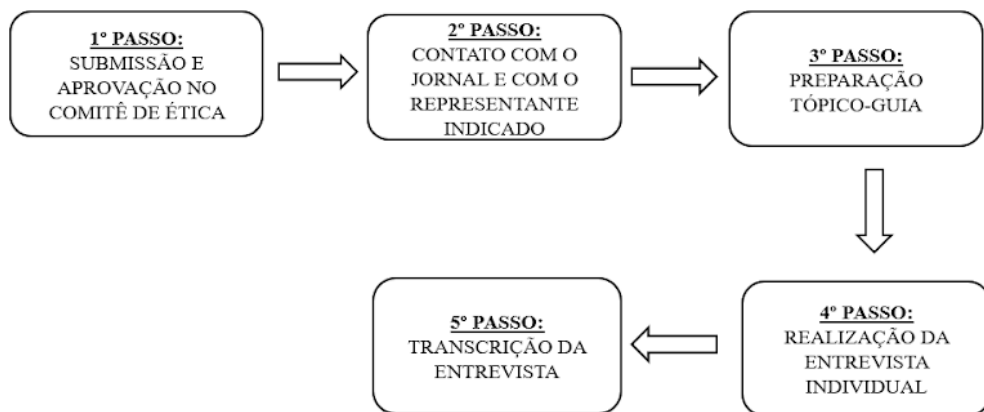 1º PASSO:
SUBMISSÃO E
APROVAÇÃO NO
COMITÊ DE ÉTICA
2º PASSO:
CONTATO COM O
JORNAL E COM O
REPRESENTANTE
INDICADO
3º PASSO:
PREPARAÇÃO
TÓPICO-GUIA
4º PASSO:
REALIZAÇÃO DA
ENTREVISTA
INDIVIDUAL
5º PASSO:
TRANSCRIÇÃO DA
ENTREVISTA